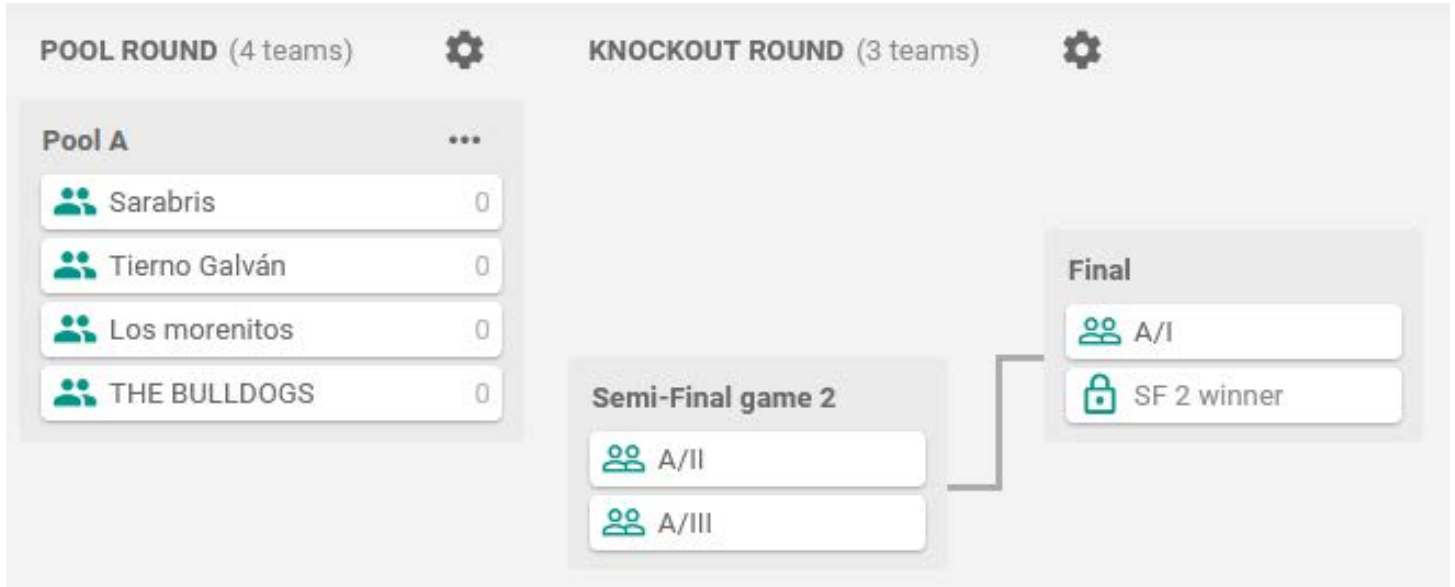 POOL ROUND (4 teams)
KNOCKOUT ROUND (3 teams)
Pool A
Sarabris 0
Tierno Galván 0
Los morenitos 0
THE BULLDOGS 0
Semi-Final game 2
A/II
A/III
Final
A/I
SF 2 winner